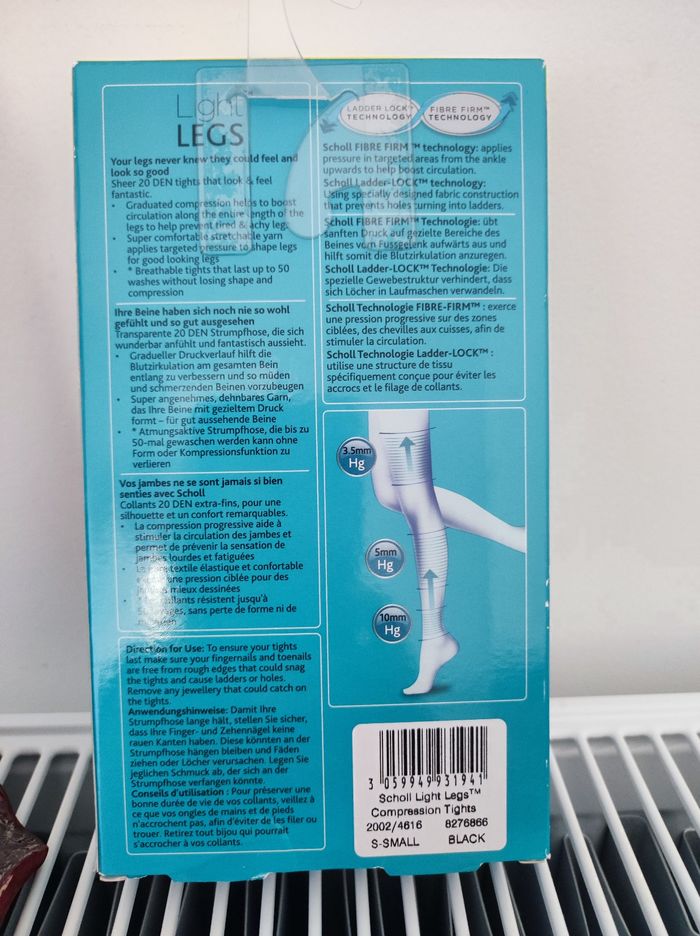 Light
LEGS
Your legs never knew they could feel and
look so good
Sheer 20 DEN tights that look & feel
fantastic.
• Graduated compression helps to boost
circulation along the entire length of the
legs to help prevent tired & achy legs
• Super comfortable stretchable yarn
applies targeted pressure to shape legs
for good looking legs
• * Breathable tights that last up to 50
washes without losing shape and
compression
Ihre Beine haben sich noch nie so wohl
gefühlt und so gut ausgesehen
Transparente 20 DEN Strumpfhose, die sich
wunderbar anfühlt und fantastisch aussieht.
• Gradueller Druckverlauf hilft die
Blutzirkulation am gesamten Bein
entlang zu verbessern und so müden
und schmerzenden Beinen vorzubeugen
• Super angenehmes, dehnbares Garn,
das Ihre Beine mit gezieltem Druck
formt – für gut aussehende Beine
• * Atmungsaktive Strumpfhose, die bis zu
50-mal gewaschen werden kann ohne
Form oder Kompressionsfunktion zu
verlieren
Vos jambes ne se sont jamais si bien
senties avec Scholl
Collants 20 DEN extra-fins, pour une
silhouette et un confort remarquables.
• La compression progressive aide à
stimuler la circulation des jambes et
permet de prévenir la sensation de
jambes lourdes et fatiguées
• textile élastique et confortable
une pression ciblée pour des
mieux dessinées
résistent jusqu'à
sans perte de forme ni de
Direction for Use: To ensure your tights
last make sure your fingernails and toenails
are free from rough edges that could snag
the tights and cause ladders or holes.
Remove any jewellery that could catch on
the tights.
Anwendungshinweise: Damit Ihre
Strumpfhose lange hält, stellen Sie sicher,
dass Ihre Finger- und Zehennägel keine
rauen Kanten haben. Diese könnten an der
Strumpfhose hängen bleiben und Fäden
ziehen oder Löcher verursachen. Legen Sie
jeglichen Schmuck ab, der sich an der
Strumpfhose verfangen könnte.
Conseils d'utilisation : Pour préserver une
bonne durée de vie de vos collants, veillez à
ce que vos ongles de mains et de pieds
n'accrochent pas, afin d'éviter de les filer ou
trouer. Retirez tout bijou qui pourrait
s'accrocher à vos collants.
LADDER LOCK™
TECHNOLOGY
FIBRE FIRM™
TECHNOLOGY
Scholl FIBRE FIRM™ technology: applies
pressure in targeted areas from the ankle
upwards to help boost circulation.
Scholl Ladder-LOCK™ technology:
Using specially designed fabric construction
that prevents holes turning into ladders.
Scholl FIBRE FIRM™ Technologie: übt
sanften Druck auf gezielte Bereiche des
Beines vom Fussgelenk aufwärts aus und
hilft somit die Blutzirkulation anzuregen.
Scholl Ladder-LOCK™ Technologie: Die
spezielle Gewebestruktur verhindert, dass
sich Löcher in Laufmaschen verwandeln.
Scholl Technologie FIBRE-FIRM™ : exerce
une pression progressive sur des zones
ciblées, des chevilles aux cuisses, afin de
stimuler la circulation.
Scholl Technologie Ladder-LOCK™ :
utilise une structure de tissu
spécifiquement conçue pour éviter les
accrocs et le filage de collants.
3.5mm
Hg
5mm
Hg
10mm
Hg
3 059949 931941
Scholl Light Legs™
Compression Tights
2002/4616 8276866
S-SMALL BLACK